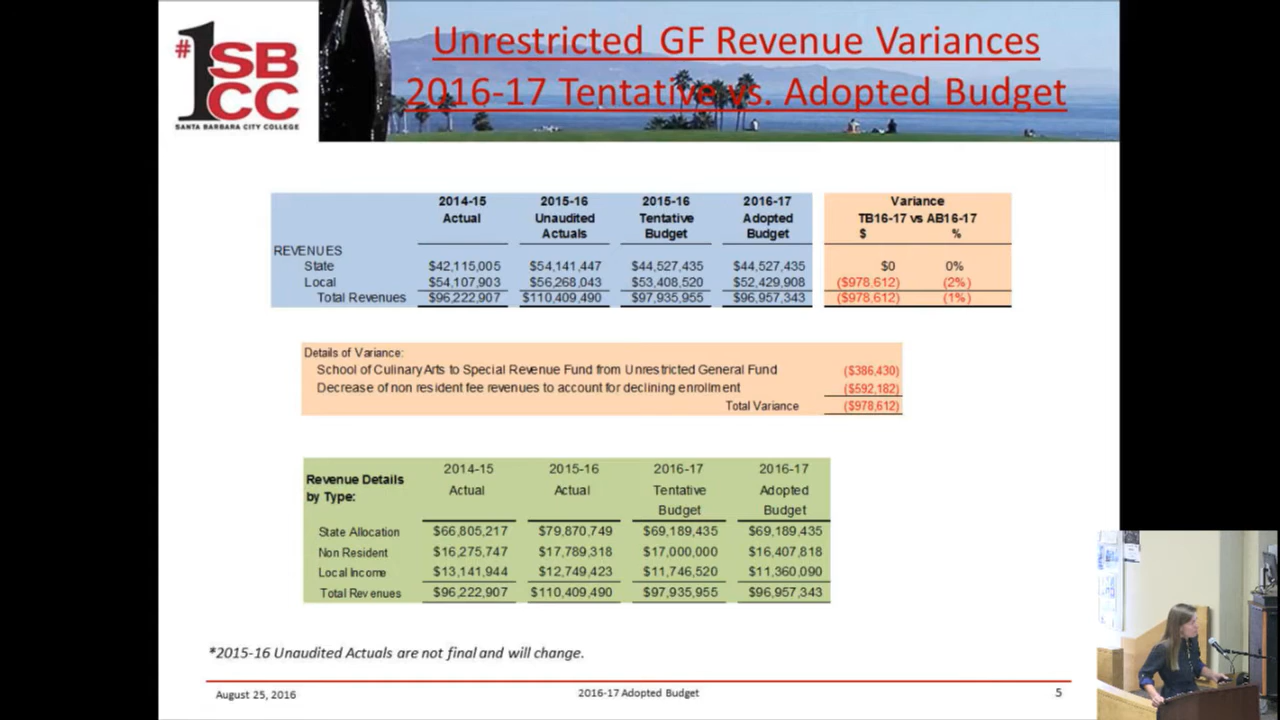 #1 SB
CC
SANTA BARBARA CITY COLLEGE
Unrestricted GF Revenue Variances
2016-17 Tentative vs. Adopted Budget
2014-15 2015-16 2015-16 2016-17 Variance
Actual Unaudited Tentative Adopted TB16-17 vs AB16-17
Actuals Budget Budget $ %
REVENUES
State $42,115,005 $54,141,447 $44,527,435 $44,527,435 $0 0%
Local $54,107,903 $56,268,043 $53,408,520 $52,429,908 ($978,612) (2%)
Total Revenues $96,222,907 $110,409,490 $97,935,955 $96,957,343 ($978,612) (1%)
Details of Variance:
School of Culinary Arts to Special Revenue Fund from Unrestricted General Fund ($386,430)
Decrease of non resident fee revenues to account for declining enrollment ($592,182)
Total Variance ($978,612)
Revenue Details 2014-15 2015-16 2016-17 2016-17
by Type: Actual Actual Tentative Adopted
Budget Budget
State Allocation $66,805,217 $79,870,749 $69,189,435 $69,189,435
Non Resident $16,275,747 $17,789,318 $17,000,000 $16,407,818
Local Income $13,141,944 $12,749,423 $11,746,520 $11,360,090
Total Revenues $96,222,907 $110,409,490 $97,935,955 $96,957,343
*2015-16 Unaudited Actuals are not final and will change.
August 25, 2016 2016-17 Adopted Budget 5